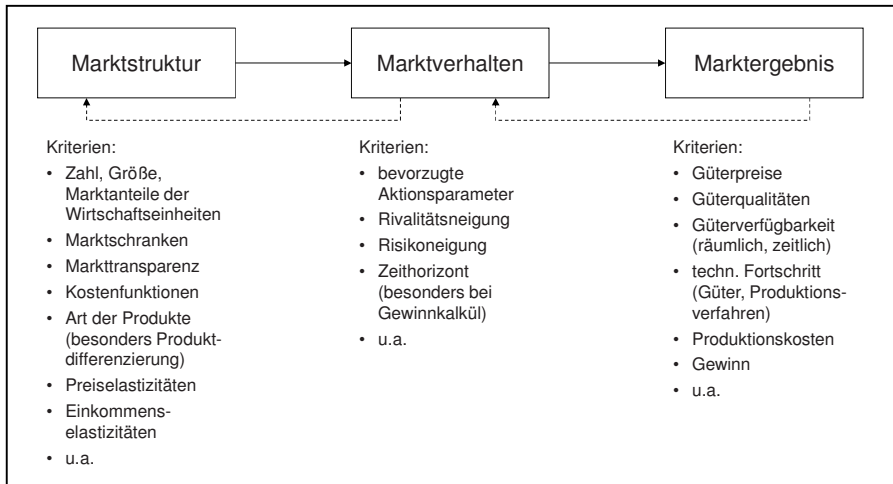 Marktstruktur
Marktverhalten
Marktergebnis
Kriterien:
• Zahl, Größe,
Marktanteile der
Wirtschaftseinheiten
• Marktschranken
• Markttransparenz
• Kostenfunktionen
• Art der Produkte
(besonders Produkt-
differenzierung)
• Preiselastizitäten
• Einkommens-
elastizitäten
• u.a.
Kriterien:
• bevorzugte
Aktionsparameter
• Rivalitätsneigung
• Risikoneigung
• Zeithorizont
(besonders bei
Gewinnkalkül)
• u.a.
Kriterien:
• Güterpreise
• Güterqualitäten
• Güterverfügbarkeit
(räumlich, zeitlich)
• techn. Fortschritt
(Güter, Produktions-
verfahren)
• Produktionskosten
• Gewinn
• u.a.